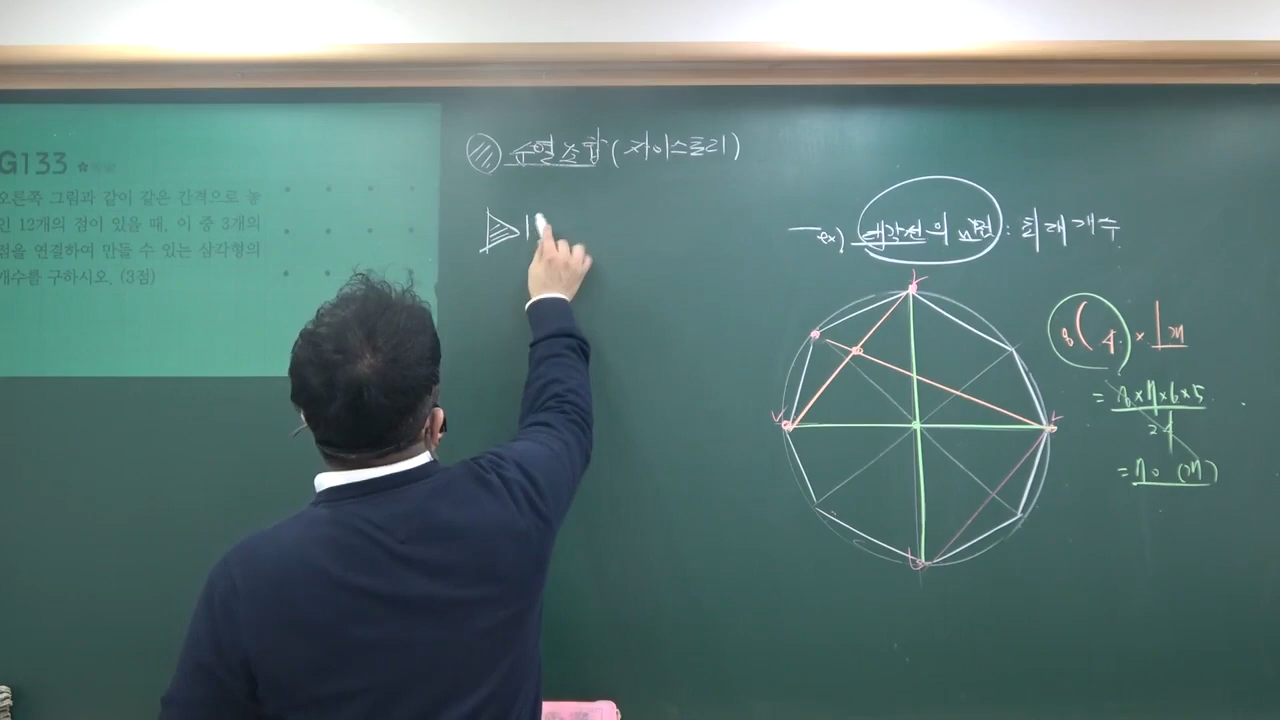 G133
오른쪽 그림과 같이 같은 간격으로 놓
인 12개의 점이 있을 때, 이 중 3개의
점을 연결하여 만들 수 있는 삼각형의
개수를 구하시오. (3점)
순열조합(자이스토리)
1
ex) 대각선의 교점 : 최대개수
8C4 × 1개
= 8×7×6×5
24
= 70 (개)